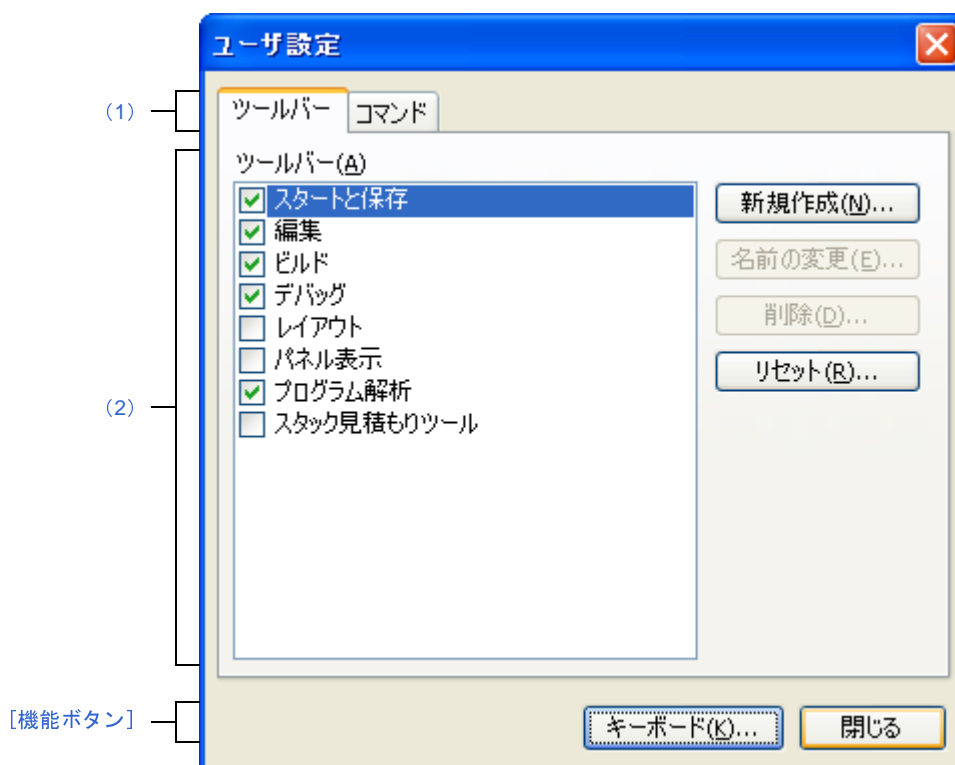 ユーザ設定
(1)
ツールバー コマンド
ツールバー(A)
スタートと保存
編集
ビルド
デバッグ
レイアウト
パネル表示
プログラム解析
スタック見積もりツール
新規作成(N)...
名前の変更(E)...
削除(D)...
リセット(R)...
(2)
[機能ボタン]
キーボード(K)... 閉じる